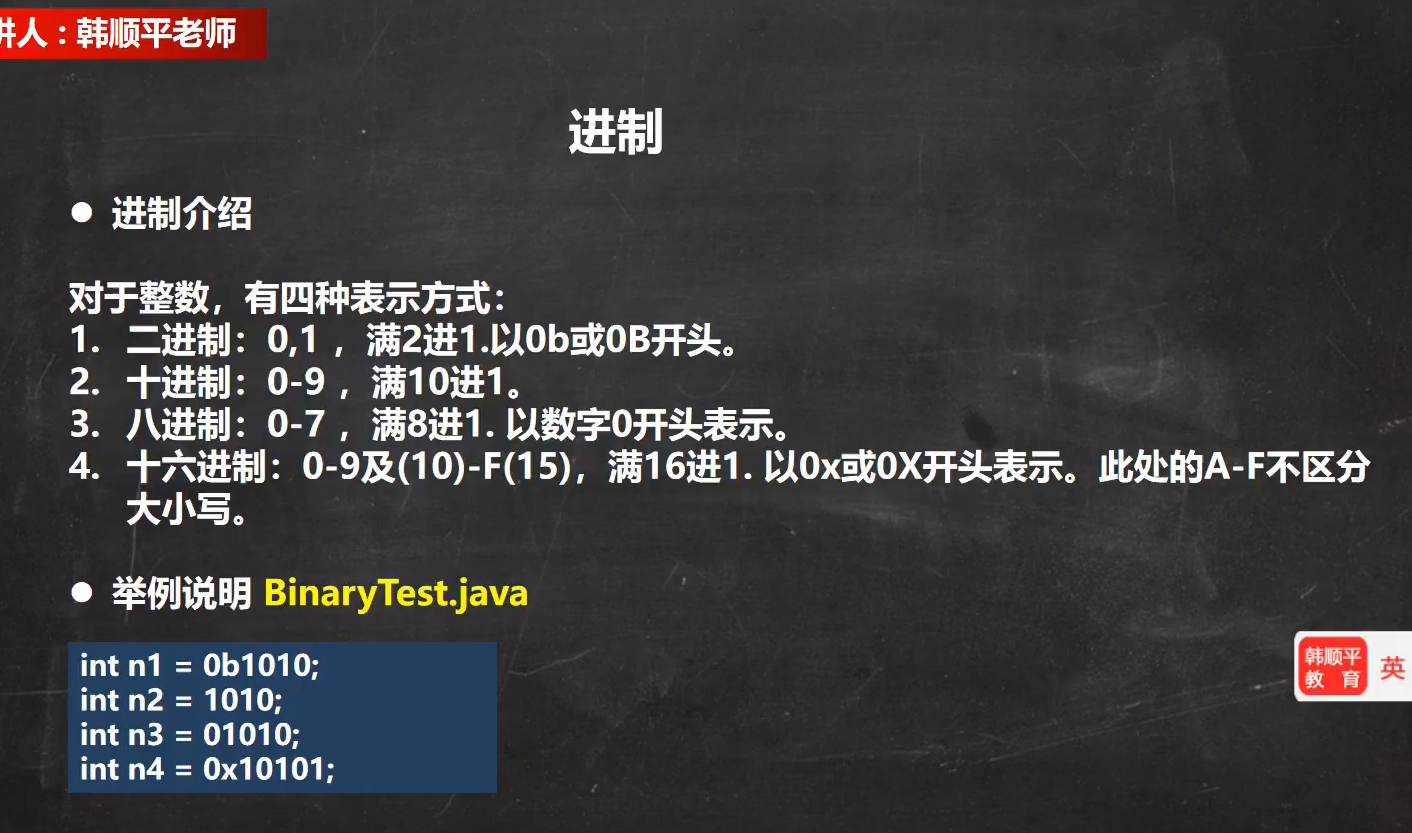 讲人：韩顺平老师
进制
● 进制介绍
对于整数，有四种表示方式：
1. 二进制：0,1 ，满2进1.以0b或0B开头。
2. 十进制：0-9 ，满10进1。
3. 八进制：0-7 ，满8进1. 以数字0开头表示。
4. 十六进制：0-9及(10)-F(15)，满16进1. 以0x或0X开头表示。此处的A-F不区分
大小写。
● 举例说明 BinaryTest.java
int n1 = 0b1010;
int n2 = 1010;
int n3 = 01010;
int n4 = 0x10101;
韩顺平
教 育
英